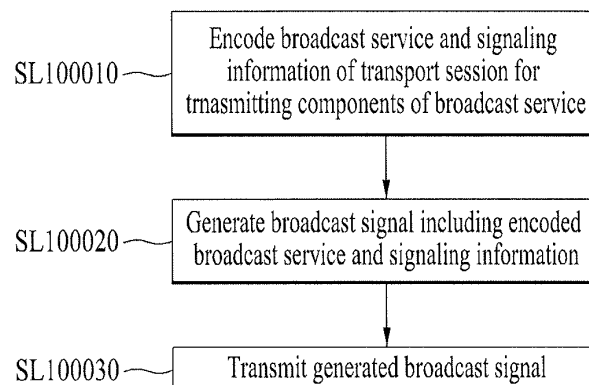 Encode broadcast service and signaling
SL100010 information of transport session for
trnasmitting components of broadcast service
Generate broadcast signal including encoded
SL100020 broadcast service and signaling information
SL100030 Transmit generated broadcast signal